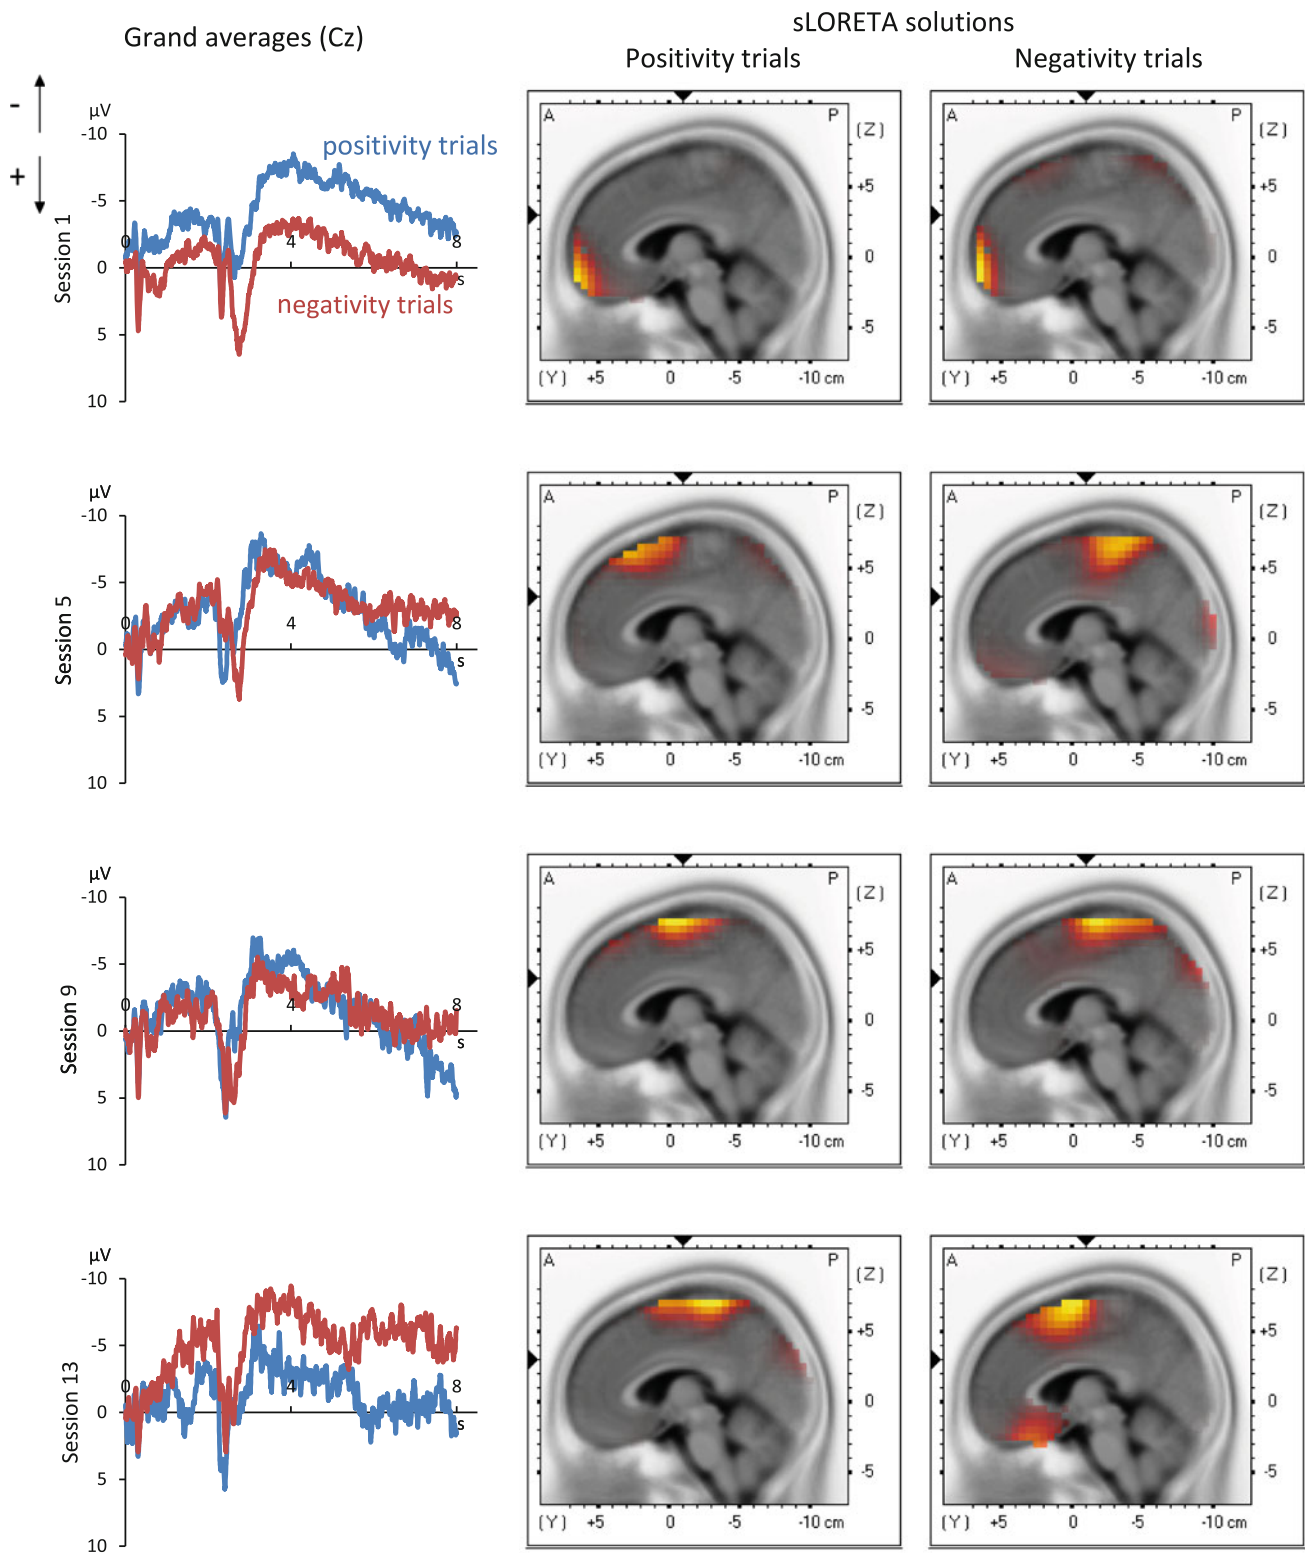 sLORETA solutions
Grand averages (Cz)
Positivity trials
Negativity trials
-
+
µV
-10
-5
0
5
10
0
4
8
s
positivity trials
negativity trials
Session 1
A
P
(Z)
+5
0
-5
(Y) +5 0 -5 -10 cm
A
P
(Z)
+5
0
-5
(Y) +5 0 -5 -10 cm
µV
-10
-5
0
5
10
0
4
8
s
Session 5
A
P
(Z)
+5
0
-5
(Y) +5 0 -5 -10 cm
A
P
(Z)
+5
0
-5
(Y) +5 0 -5 -10 cm
µV
-10
-5
0
5
10
0
4
8
s
Session 9
A
P
(Z)
+5
0
-5
(Y) +5 0 -5 -10 cm
A
P
(Z)
+5
0
-5
(Y) +5 0 -5 -10 cm
µV
-10
-5
0
5
10
0
4
8
s
Session 13
A
P
(Z)
+5
0
-5
(Y) +5 0 -5 -10 cm
A
P
(Z)
+5
0
-5
(Y) +5 0 -5 -10 cm